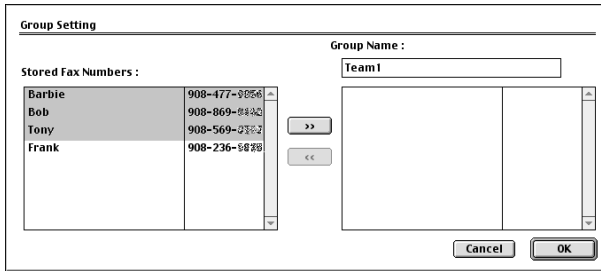 Group Setting
Group Name :
Team1
Stored Fax Numbers :
Barbie 908-477-
Bob 908-869-
Tony 908-569-
Frank 908-236-
>>
<<
Cancel OK